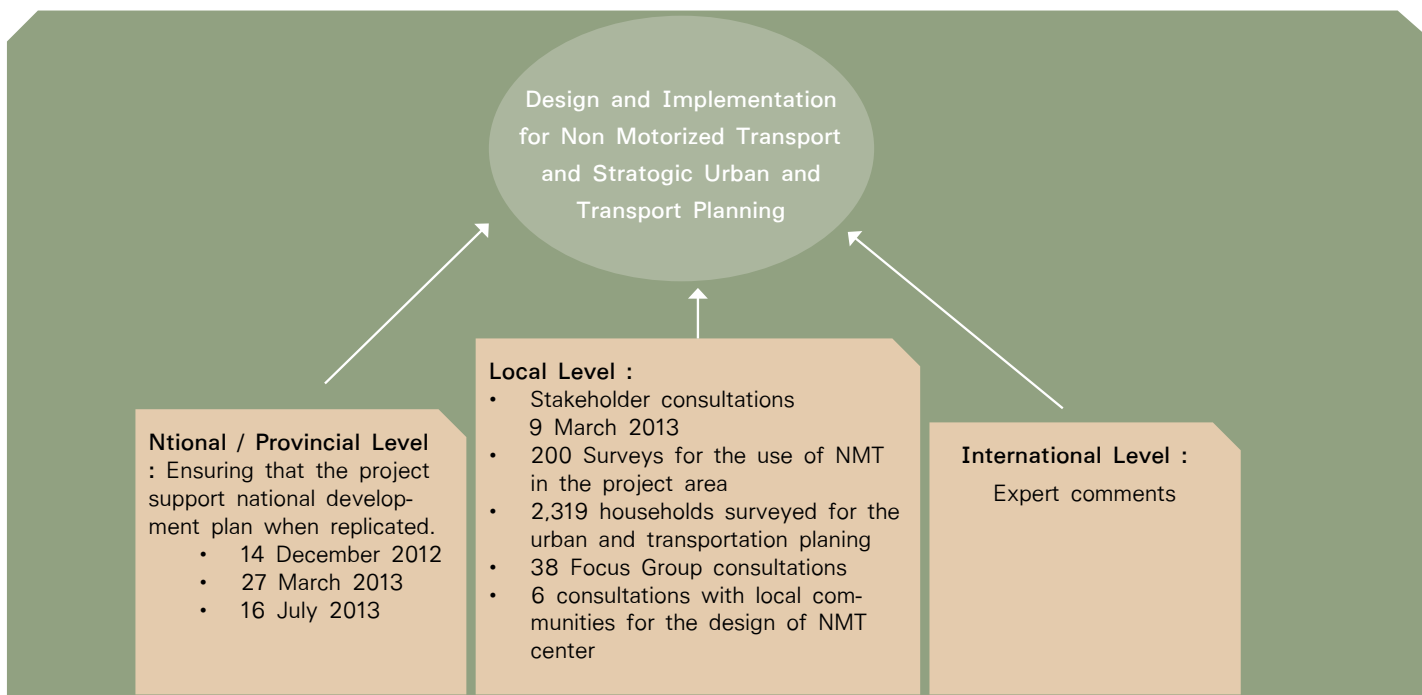 Design and Implementation
for Non Motorized Transport
and Stratogic Urban and
Transport Planning
Ntional / Provincial Level
: Ensuring that the project
support national develop-
ment plan when replicated.
• 14 December 2012
• 27 March 2013
• 16 July 2013
Local Level :
• Stakeholder consultations
9 March 2013
• 200 Surveys for the use of NMT
in the project area
• 2,319 households surveyed for the
urban and transportation planing
• 38 Focus Group consultations
• 6 consultations with local com-
munities for the design of NMT
center
International Level :
Expert comments